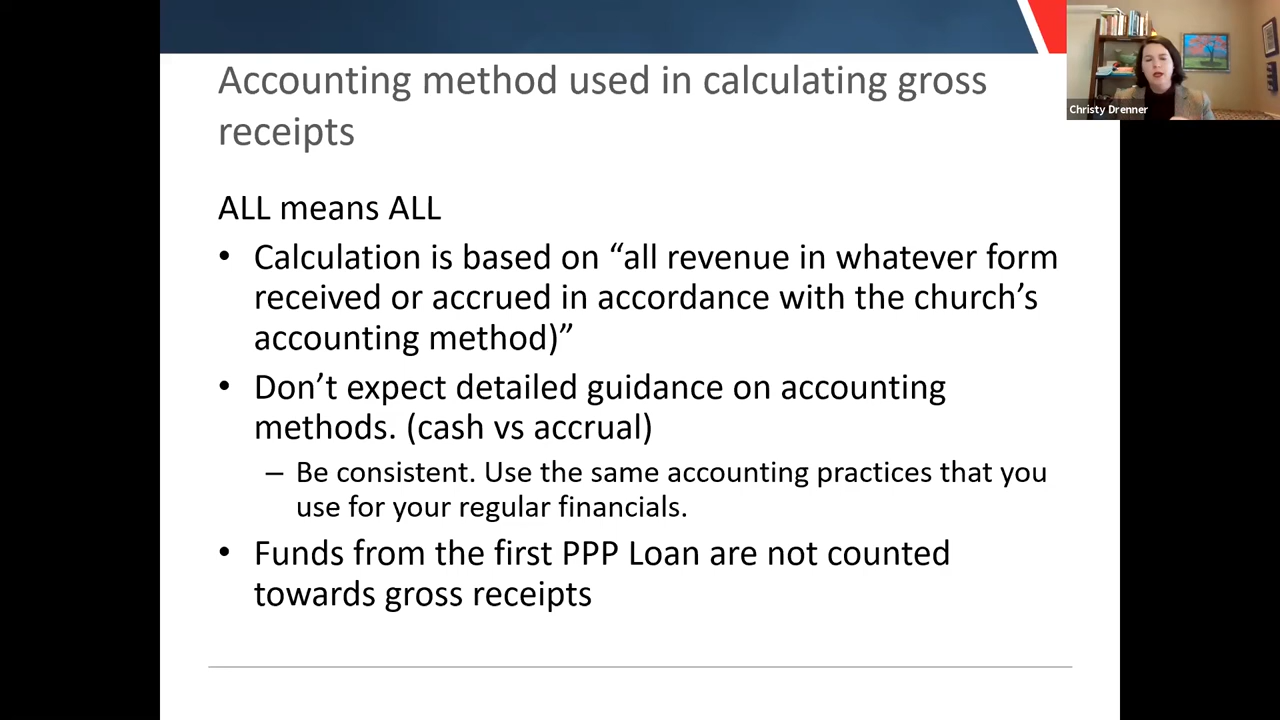 Accounting method used in calculating gross
receipts
Christy Drenner
ALL means ALL
• Calculation is based on “all revenue in whatever form
received or accrued in accordance with the church’s
accounting method)”
• Don’t expect detailed guidance on accounting
methods. (cash vs accrual)
– Be consistent. Use the same accounting practices that you
use for your regular financials.
• Funds from the first PPP Loan are not counted
towards gross receipts